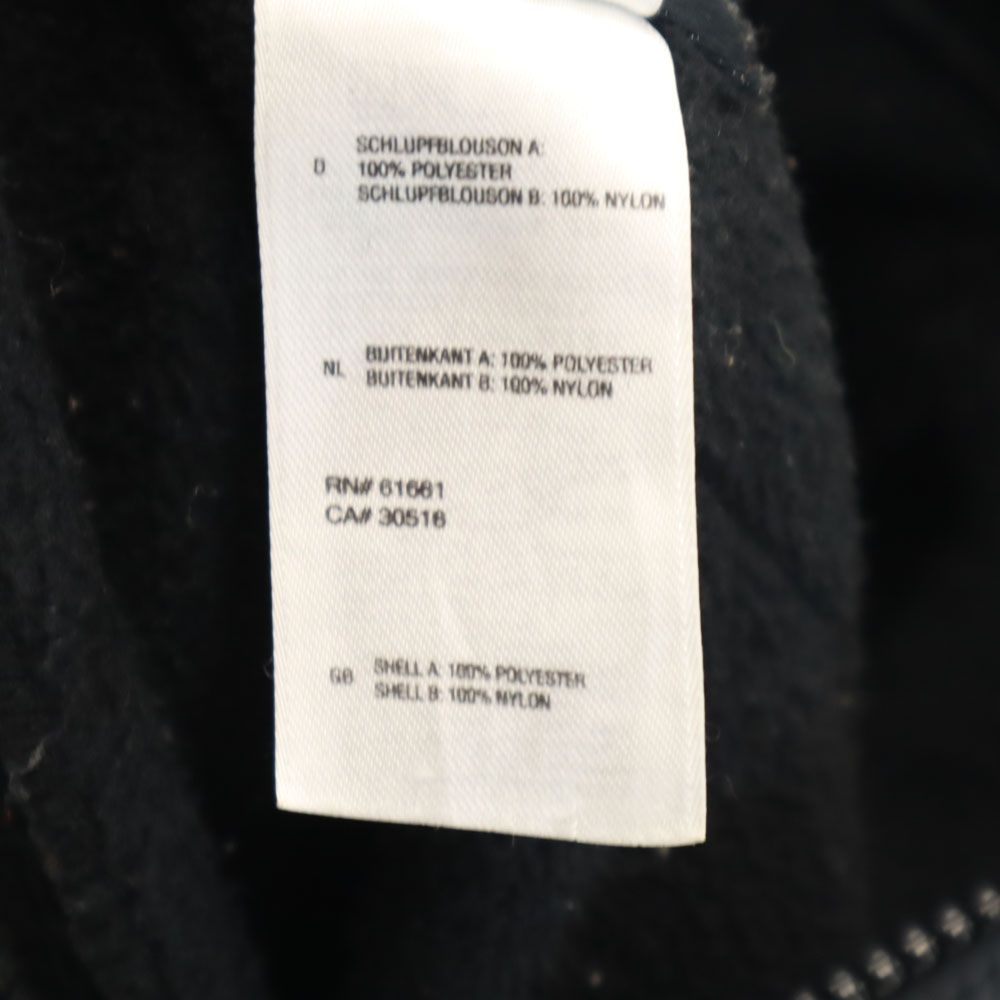 D SCHLUPFBLOUSON A:
100% POLYESTER
SCHLUPFBLOUSON B: 100% NYLON
NL BUITENKANT A: 100% POLYESTER
BUITENKANT B: 100% NYLON
RN# 61661
CA# 30516
GB SHELL A: 100% POLYESTER
SHELL B: 100% NYLON